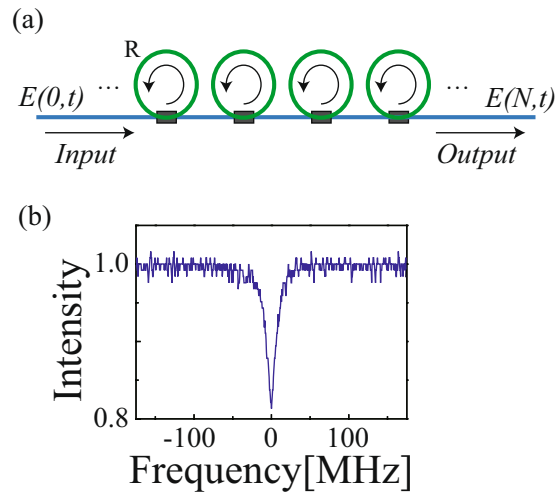 (a)
R
... ...
E(0,t) E(N,t)
Input Output
(b)
1.0
Intensity
0.8
-100 0 100
Frequency[MHz]